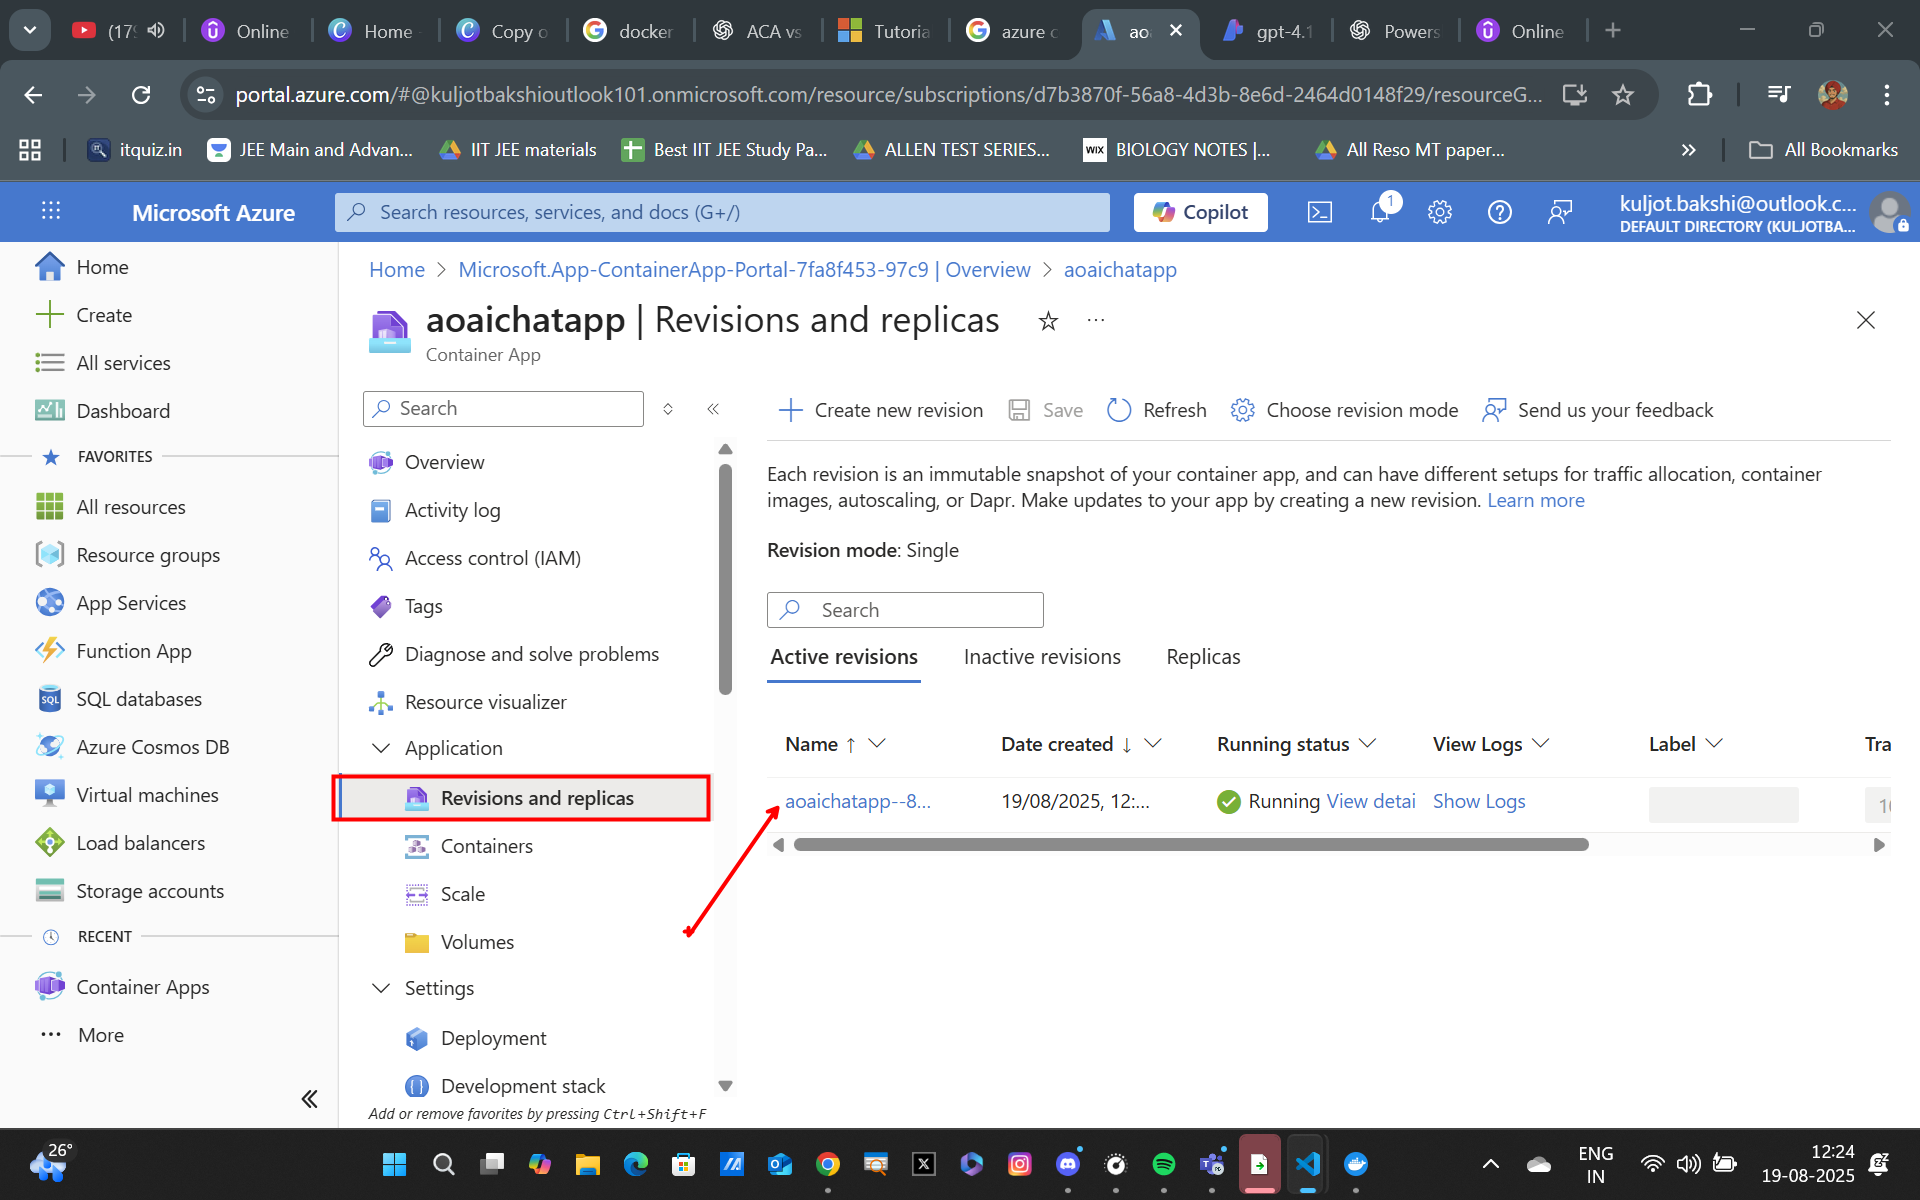 (179
Online
Home
Copy o
docker
ACA vs
Tutoria
azure c
ao
gpt-4.1
Powers
Online
portal.azure.com/#@kuljotbakshioutlook101.onmicrosoft.com/resource/subscriptions/d7b3870f-56a8-4d3b-8e6d-2464d0148f29/resourceG...
itquiz.in
JEE Main and Advan...
IIT JEE materials
Best IIT JEE Study Pa...
ALLEN TEST SERIES...
WIX
BIOLOGY NOTES |...
All Reso MT paper...
All Bookmarks
Microsoft Azure
Search resources, services, and docs (G+/)
Copilot
1
kuljot.bakshi@outlook.c...
DEFAULT DIRECTORY (KULJOTBA...
Home
Create
All services
Dashboard
FAVORITES
All resources
Resource groups
App Services
Function App
SQL
SQL databases
Azure Cosmos DB
Virtual machines
Load balancers
Storage accounts
RECENT
Container Apps
More
Home > Microsoft.App-ContainerApp-Portal-7fa8f453-97c9 | Overview > aoaichatapp
aoaichatapp | Revisions and replicas
Container App
Search
Overview
Activity log
Access control (IAM)
Tags
Diagnose and solve problems
Resource visualizer
Application
Revisions and replicas
Containers
Scale
Volumes
Settings
Deployment
Development stack
Add or remove favorites by pressing Ctrl+Shift+F
Create new revision
Save
Refresh
Choose revision mode
Send us your feedback
Each revision is an immutable snapshot of your container app, and can have different setups for traffic allocation, container
images, autoscaling, or Dapr. Make updates to your app by creating a new revision. Learn more
Revision mode: Single
Search
Active revisions
Inactive revisions
Replicas
Name ↑
Date created ↓
Running status
View Logs
Label
Tra
aoaichatapp--8...
19/08/2025, 12:...
Running View detai
Show Logs
10
26°
ENG
IN
12:24
19-08-2025